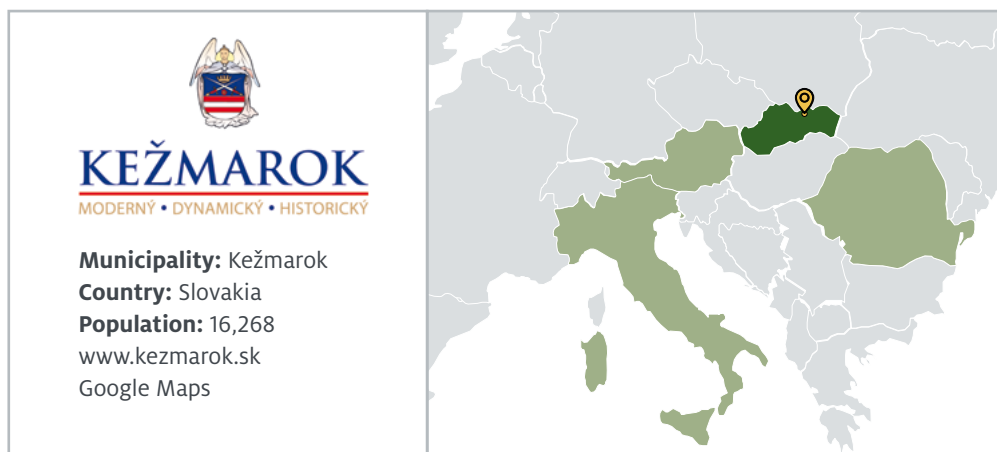 KEŽMAROK
MODERNÝ • DYNAMICKÝ • HISTORICKÝ
Municipality: Kežmarok
Country: Slovakia
Population: 16,268
www.kezmarok.sk
Google Maps